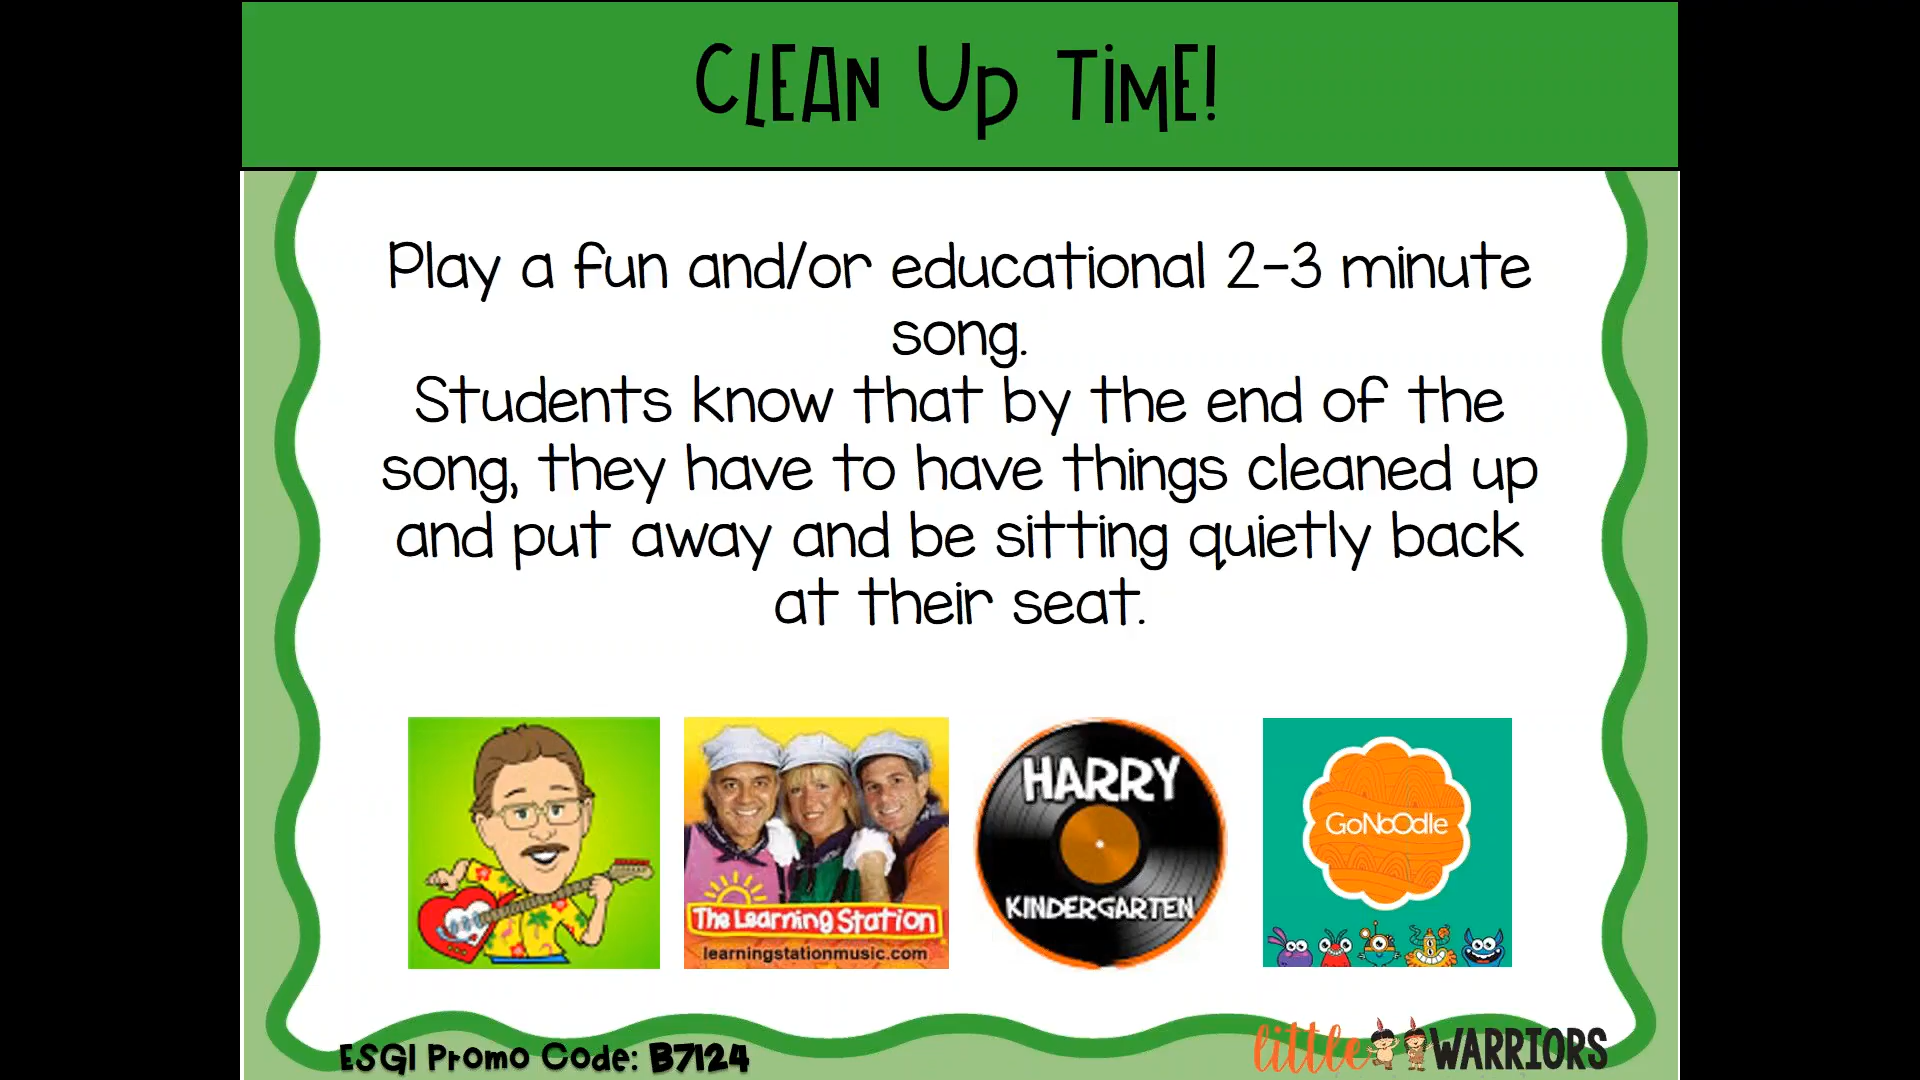 CLEAN UP TIME!
Play a fun and/or educational 2-3 minute
song.
Students know that by the end of the
song, they have to have things cleaned up
and put away and be sitting quietly back
at their seat.
The Learning Station
learningstationmusic.com
HARRY
KINDERGARTEN
GoNoodle
ESGI Promo Code: B7124
little WARRIORS